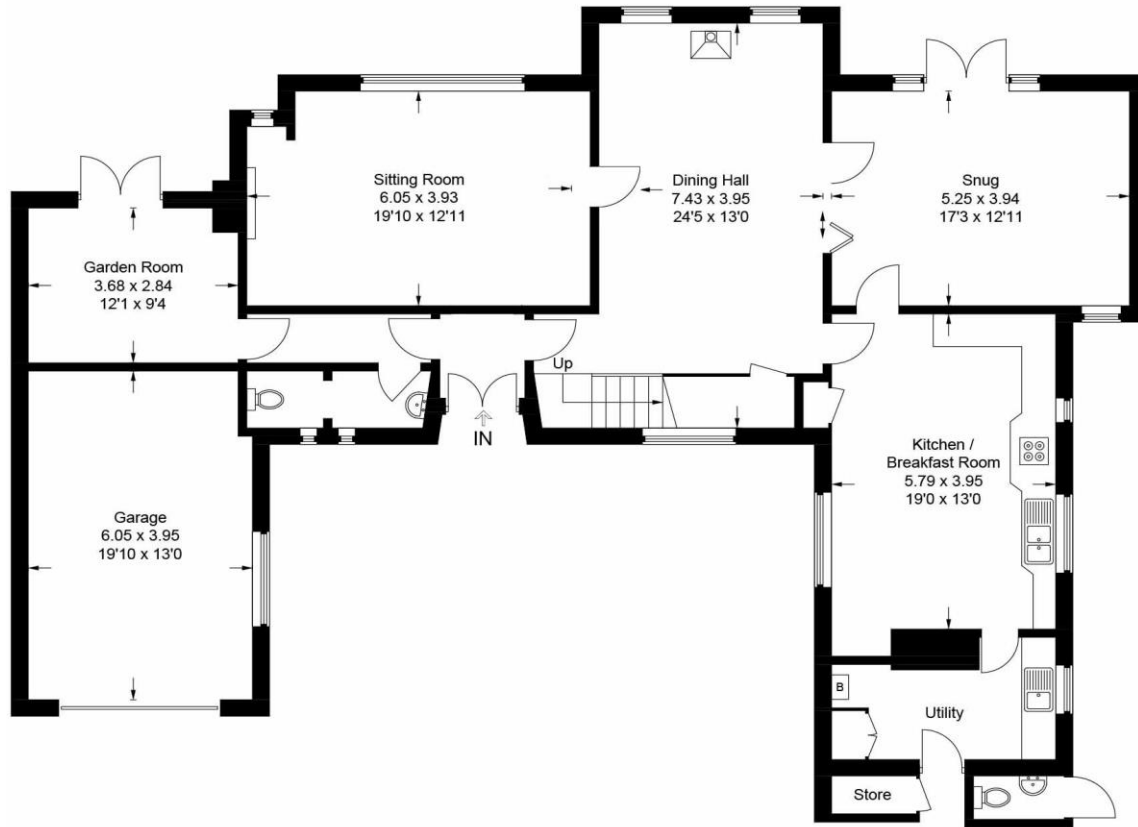 Sitting Room
6.05 x 3.93
19'10 x 12'11
Dining Hall
7.43 x 3.95
24'5 x 13'0
Snug
5.25 x 3.94
17'3 x 12'11
Garden Room
3.68 x 2.84
12'1 x 9'4
Up
IN
Kitchen /
Breakfast Room
5.79 x 3.95
19'0 x 13'0
Garage
6.05 x 3.95
19'10 x 13'0
B
Utility
Store